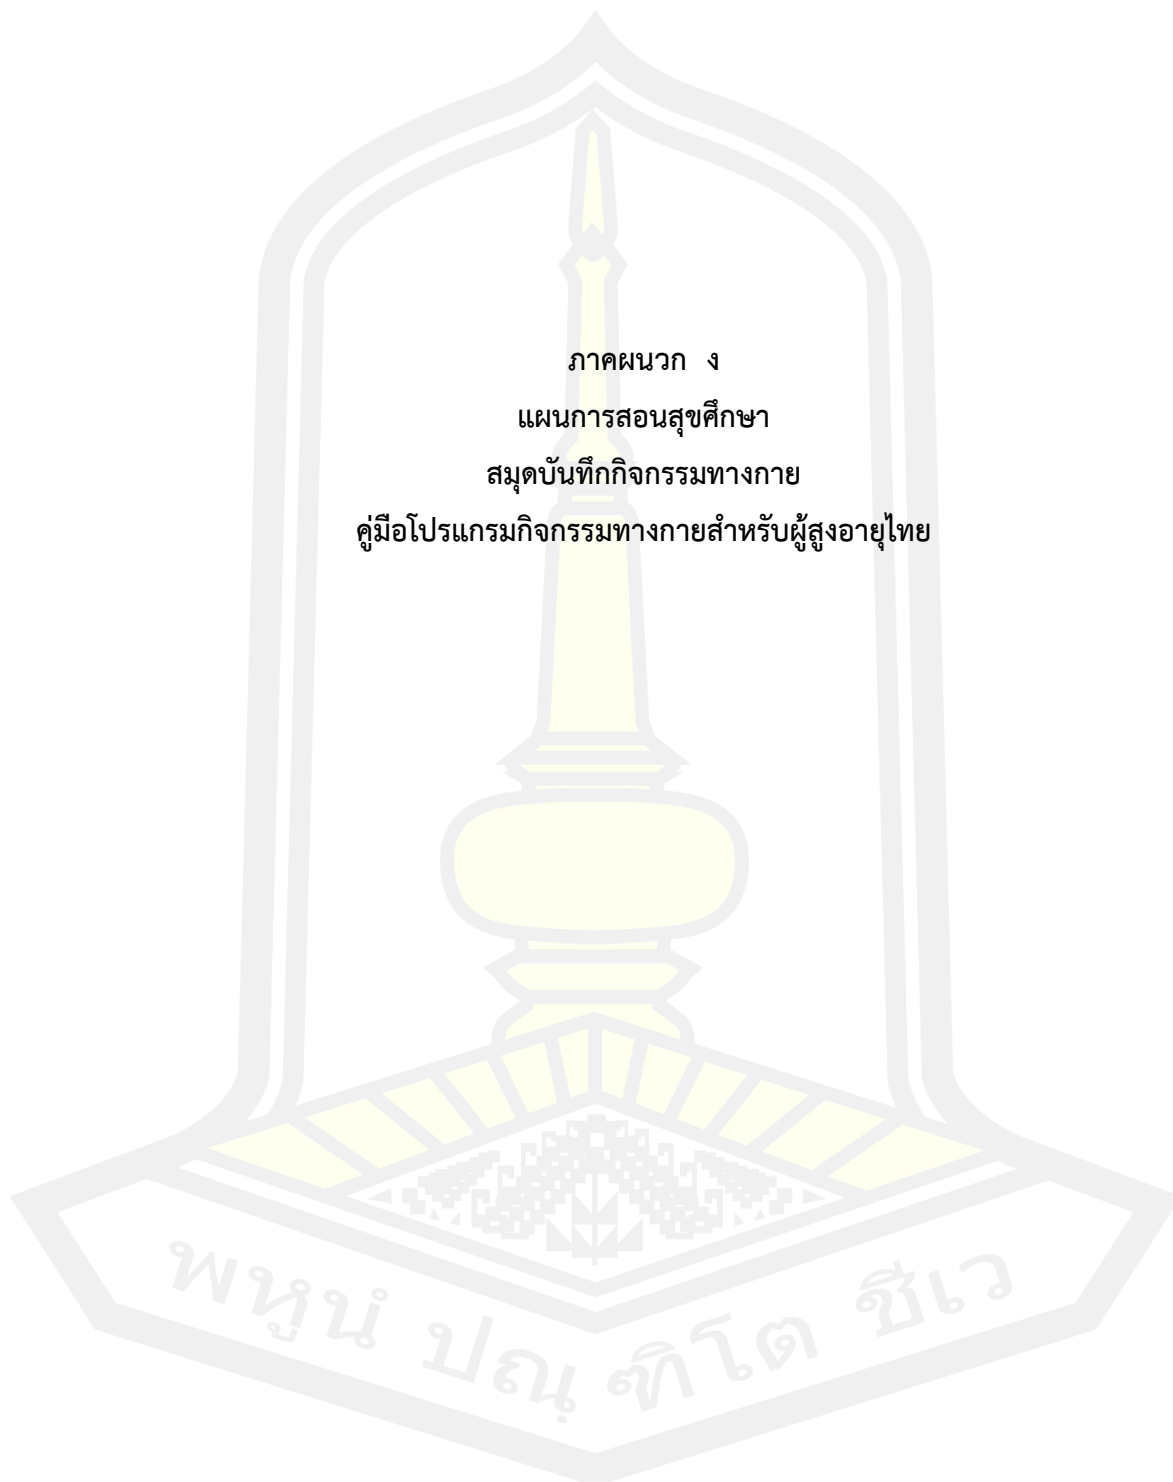 ภาคผนวก ง
แผนการสอนสุขศึกษา
สมุดบันทึกกิจกรรมทางกาย
คู่มือโปรแกรมกิจกรรมทางกายสำหรับผู้สูงอายุไทย
พหูนํ ปณฺฑิโต ชีเว